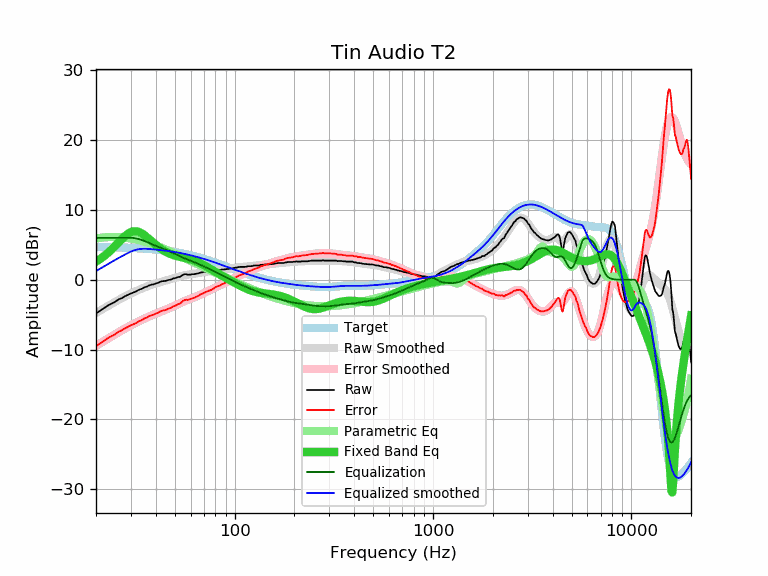 Tin Audio T2
30
20
10
0
−10
−20
−30
Amplitude (dBr)
Target
Raw Smoothed
Error Smoothed
Raw
Error
Parametric Eq
Fixed Band Eq
Equalization
Equalized smoothed
100
1000
10000
Frequency (Hz)